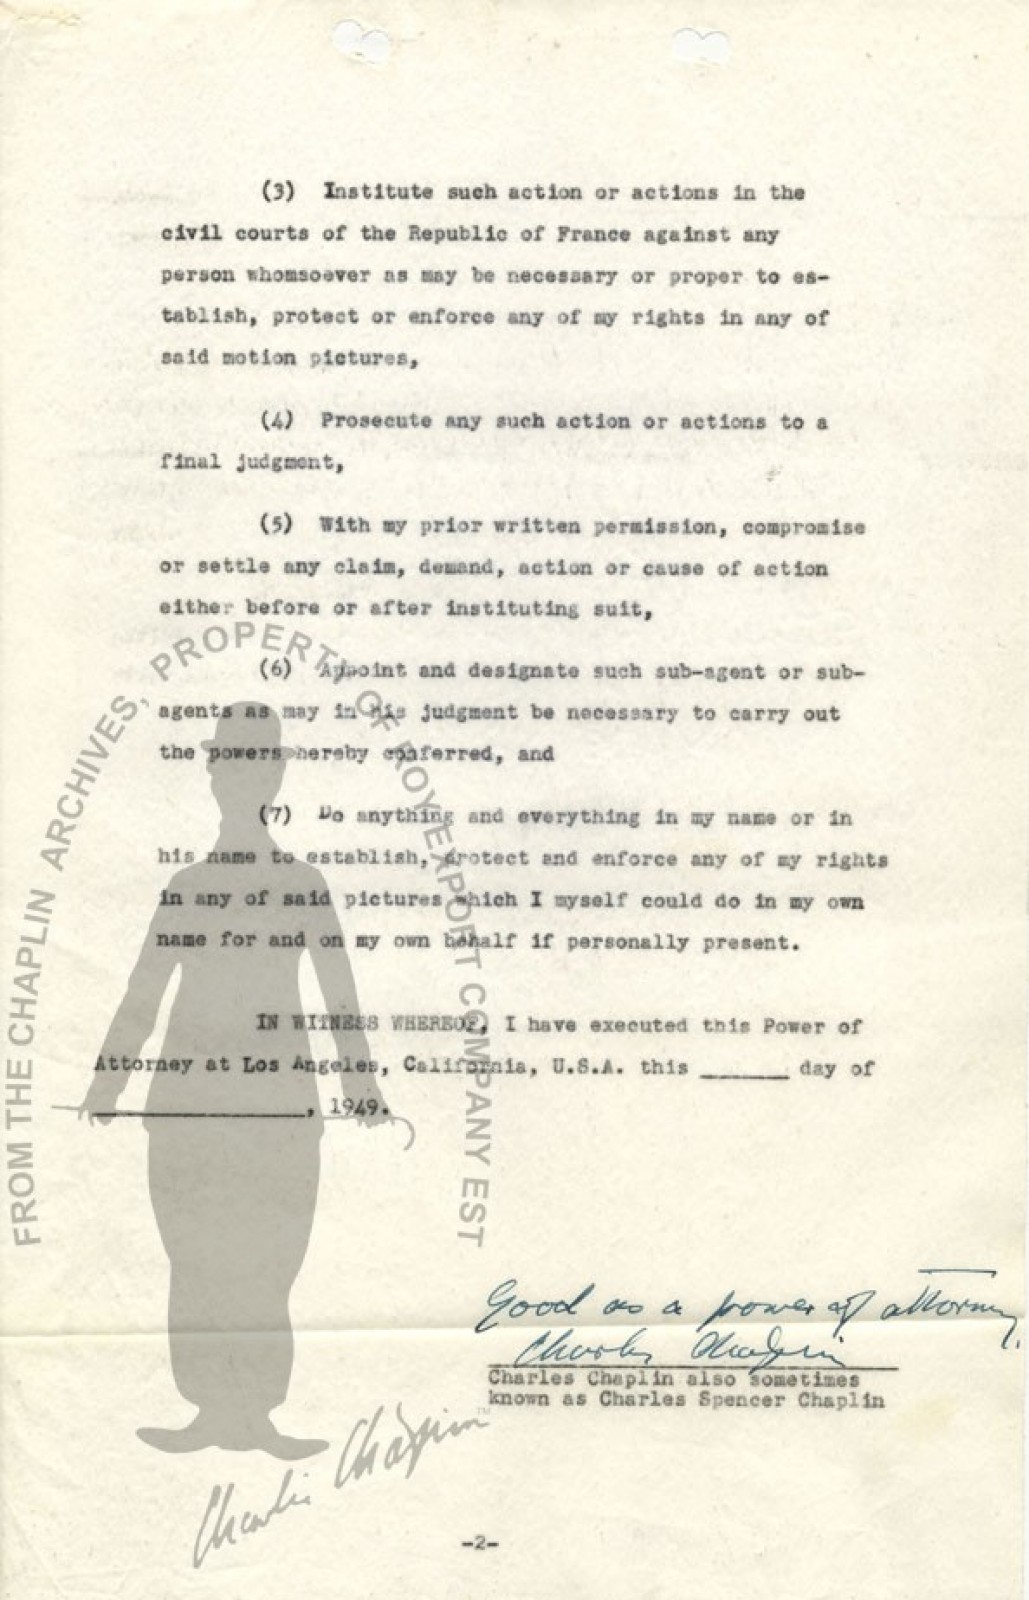 (3) Institute such action or actions in the
civil courts of the Republic of France against any
person whomsoever as may be necessary or proper to es-
tablish, protect or enforce any of my rights in any of
said motion pictures,
(4) Prosecute any such action or actions to a
final judgment,
(5) With my prior written permission, compromise
or settle any claim, demand, action or cause of action
either before or after instituting suit,
(6) Appoint and designate such sub-agent or sub-
agents as may in his judgment be necessary to carry out
the powers hereby conferred, and
(7) Do anything and everything in my name or in
his name to establish, protect and enforce any of my rights
in any of said pictures which I myself could do in my own
name for and on my own behalf if personally present.
IN WITNESS WHEREOF, I have executed this Power of
Attorney at Los Angeles, California, U.S.A. this _______ day of
_________________, 1949.
Good as a power of attorney.
Charles Chaplin
Charles Chaplin also sometimes
known as Charles Spencer Chaplin
-2-
FROM THE CHAPLIN ARCHIVES, PROPERTY OF ROY EXPORT COMPANY EST
Charlie Chaplin™